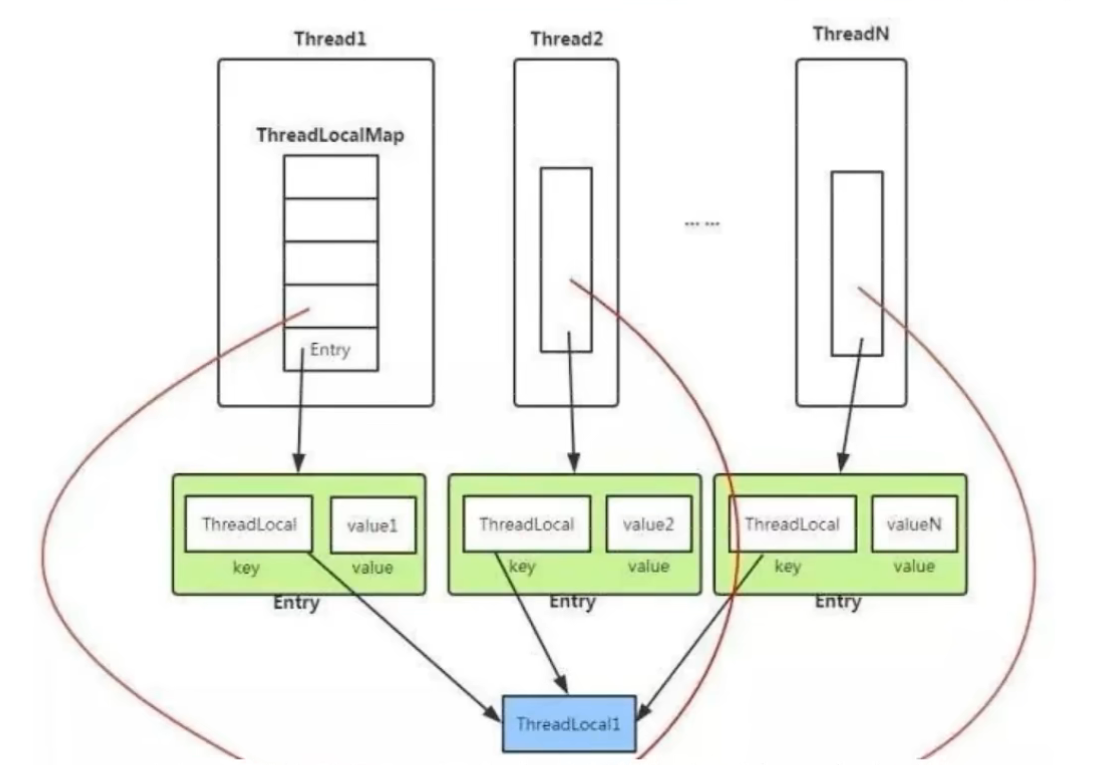 Thread1
Thread2
ThreadN
ThreadLocalMap
... ...
Entry
ThreadLocal
value1
key
value
Entry
ThreadLocal
value2
key
value
Entry
ThreadLocal
valueN
key
value
Entry
ThreadLocal1